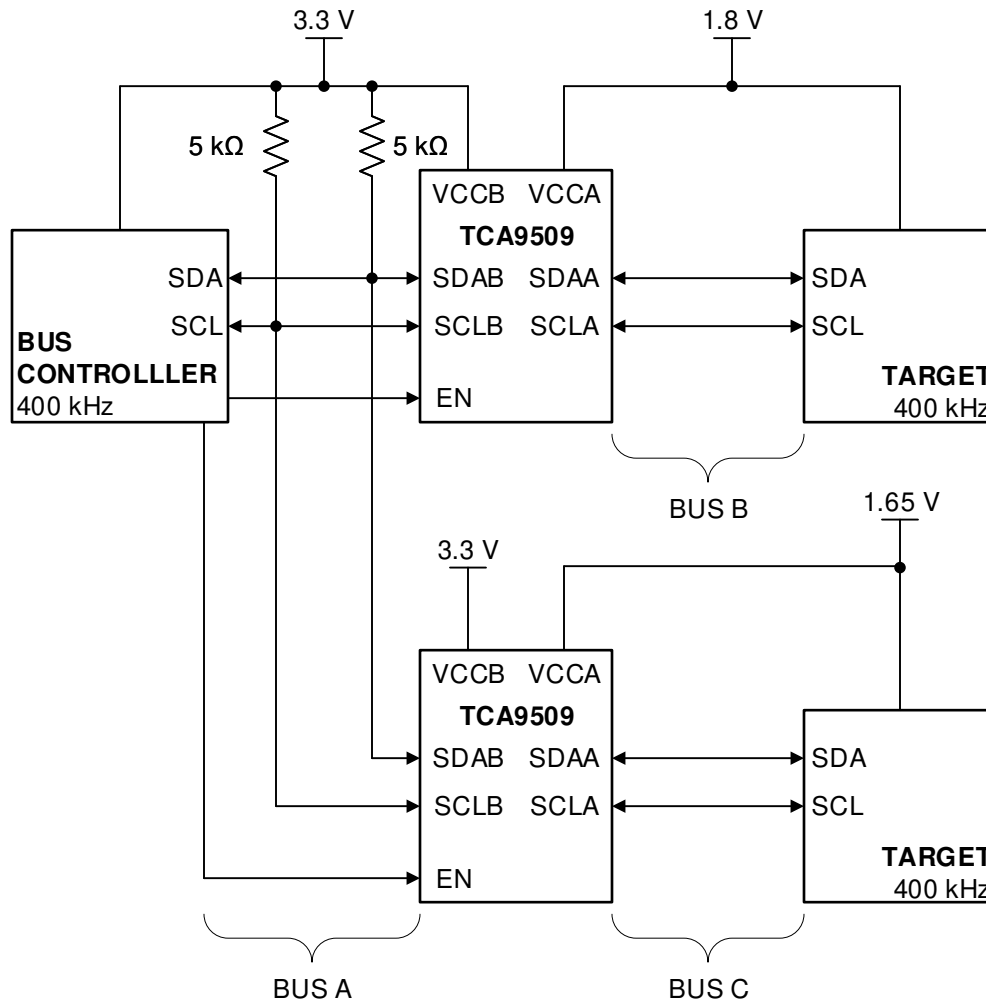 3.3 V
1.8 V
5 kΩ
5 kΩ
VCCB VCCA
TCA9509
SDAB SDAA
SCLB SCLA
EN
SDA
SCL
BUS
CONTROLLLER
400 kHz
SDA
SCL
TARGET
400 kHz
BUS B
1.65 V
3.3 V
VCCB VCCA
TCA9509
SDAB SDAA
SCLB SCLA
EN
SDA
SCL
TARGET
400 kHz
BUS A
BUS C